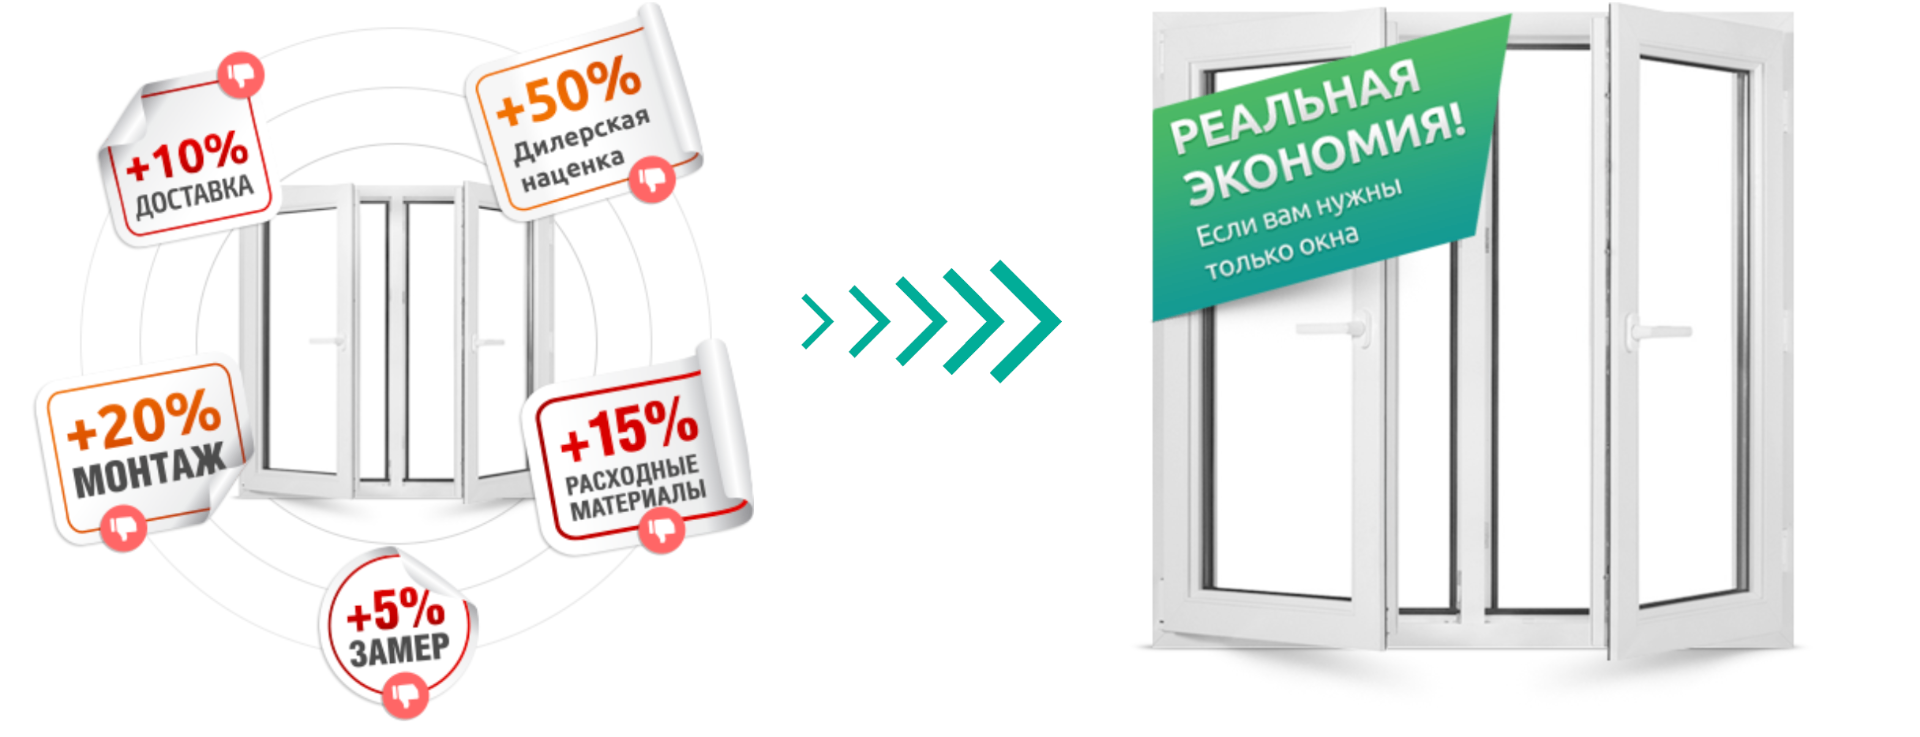 +10%
ДОСТАВКА
+50%
Дилерская
наценка
+20%
МОНТАЖ
+15%
РАСХОДНЫЕ
МАТЕРИАЛЫ
+5%
ЗАМЕР
РЕАЛЬНАЯ
ЭКОНОМИЯ!
Если вам нужны
только окна